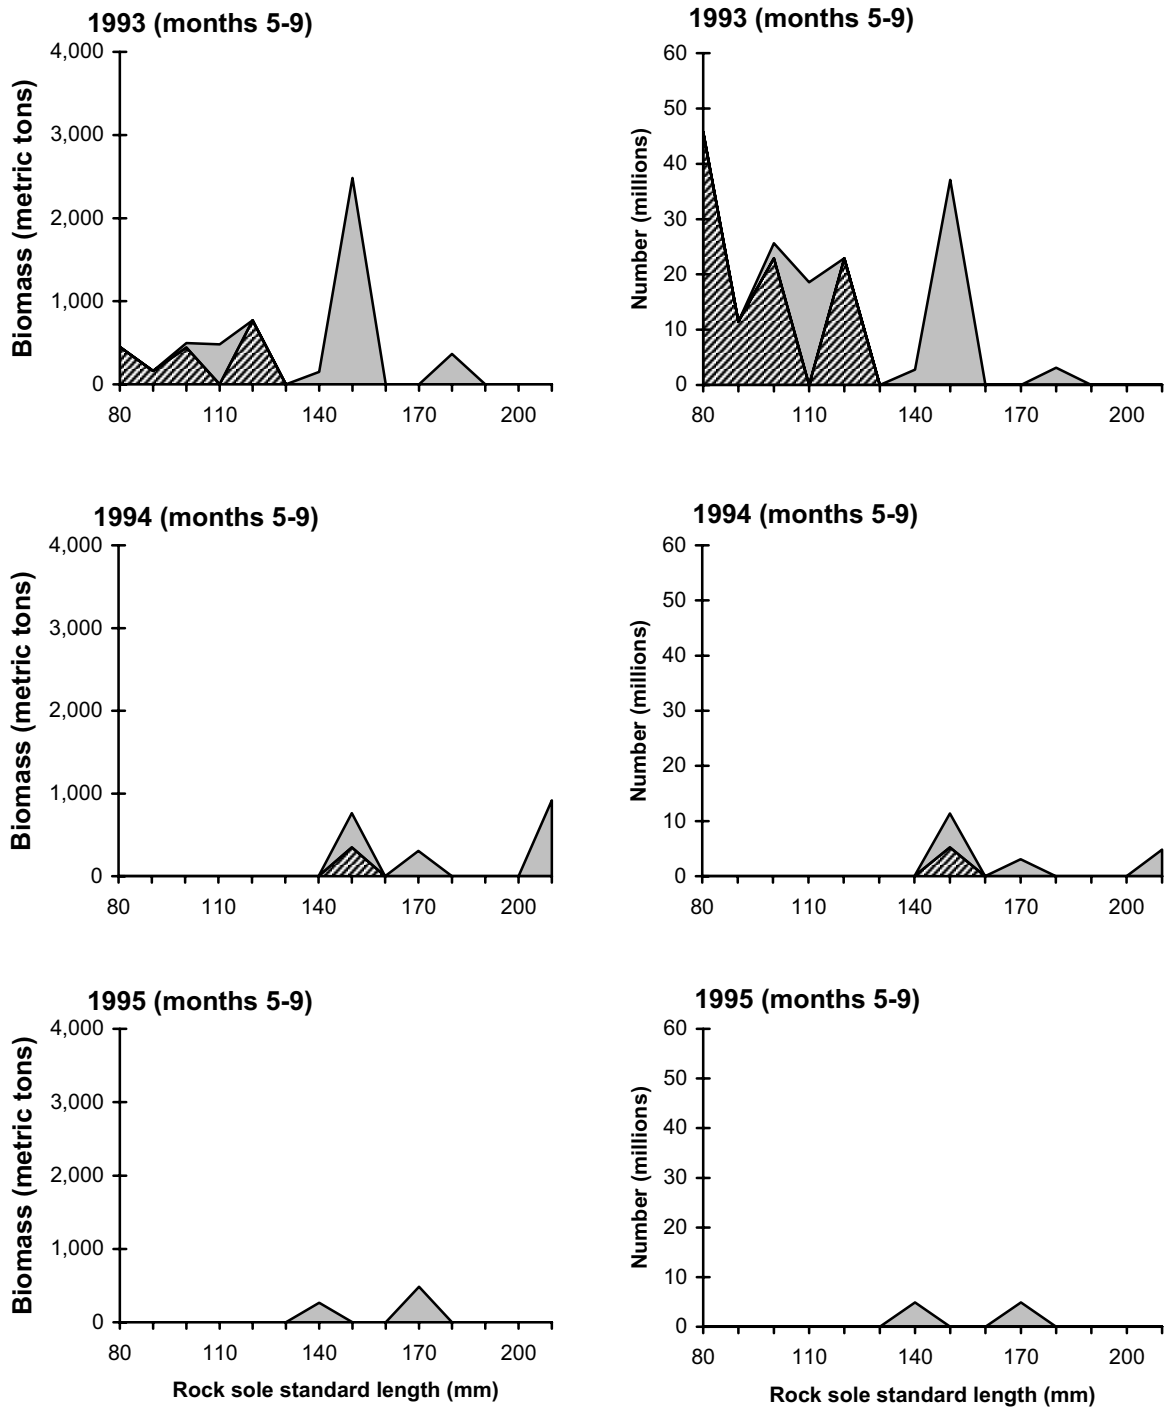 1993 (months 5-9)
Biomass (metric tons)
4,000
3,000
2,000
1,000
0
80 110 140 170 200
1993 (months 5-9)
Number (millions)
60
50
40
30
20
10
0
80 110 140 170 200
1994 (months 5-9)
Biomass (metric tons)
4,000
3,000
2,000
1,000
0
80 110 140 170 200
1994 (months 5-9)
Number (millions)
60
50
40
30
20
10
0
80 110 140 170 200
1995 (months 5-9)
Biomass (metric tons)
4,000
3,000
2,000
1,000
0
80 110 140 170 200
Rock sole standard length (mm)
1995 (months 5-9)
Number (millions)
60
50
40
30
20
10
0
80 110 140 170 200
Rock sole standard length (mm)